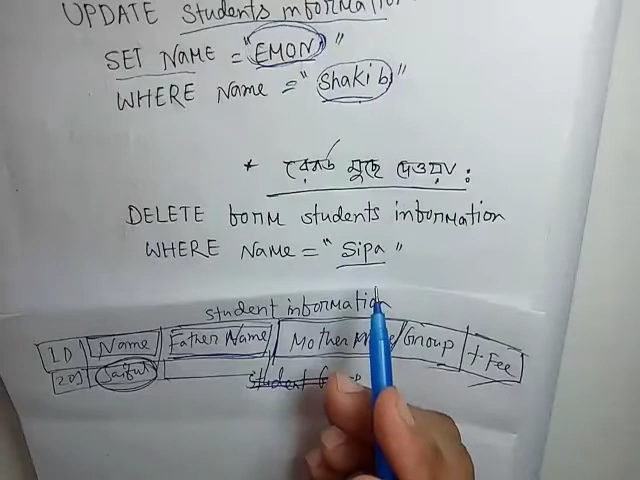 UPDATE Students information
SET Name = "EMON"
WHERE Name = "Shakib"
* রেকর্ড মুছে দেওয়া :
DELETE form students information
WHERE Name = "Sipa"
student information
ID Name Father Name Mother Group + Fee
201 Saiful